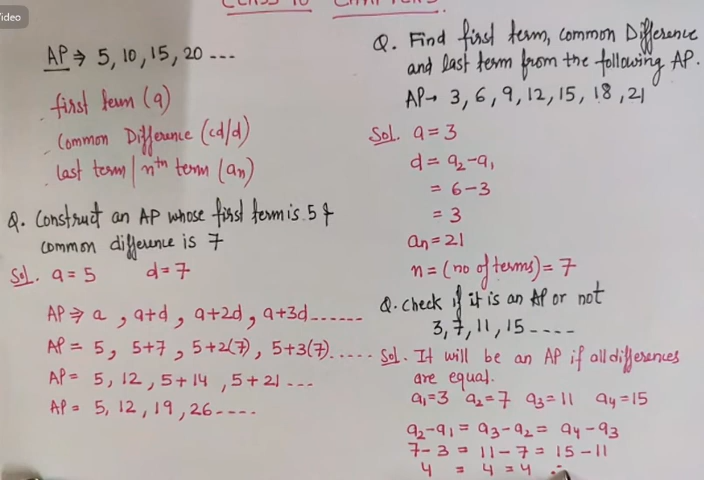 ideo
AP ⇒ 5, 10, 15, 20 ---
. first term (a)
. Common Difference (cd/d)
. last term / nᵗʰ term (an)
Q. Construct an AP whose first term is 5 &
common difference is 7
Sol. a = 5 d = 7
AP ⇒ a, a+d, a+2d, a+3d ------
AP = 5, 5+7, 5+2(7), 5+3(7) -----
AP = 5, 12, 5+14, 5+21 ---
AP = 5, 12, 19, 26 ----
Q. Find first term, common Difference
and last term from the following AP.
AP → 3, 6, 9, 12, 15, 18, 21
Sol. a = 3
d = a₂ - a₁
= 6 - 3
= 3
an = 21
n = (no of terms) = 7
Q. Check if it is an AP or not
3, 7, 11, 15 ----
Sol. It will be an AP if all differences
are equal.
a₁ = 3 a₂ = 7 a₃ = 11 a₄ = 15
a₂ - a₁ = a₃ - a₂ = a₄ - a₃
7 - 3 = 11 - 7 = 15 - 11
4 = 4 = 4